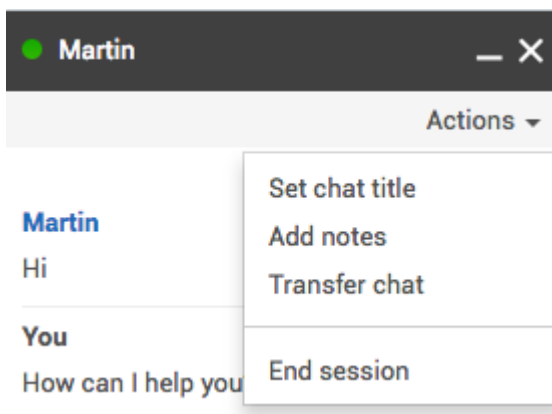 Martin
Actions
Set chat title
Add notes
Transfer chat
End session
Martin
Hi
You
How can I help you